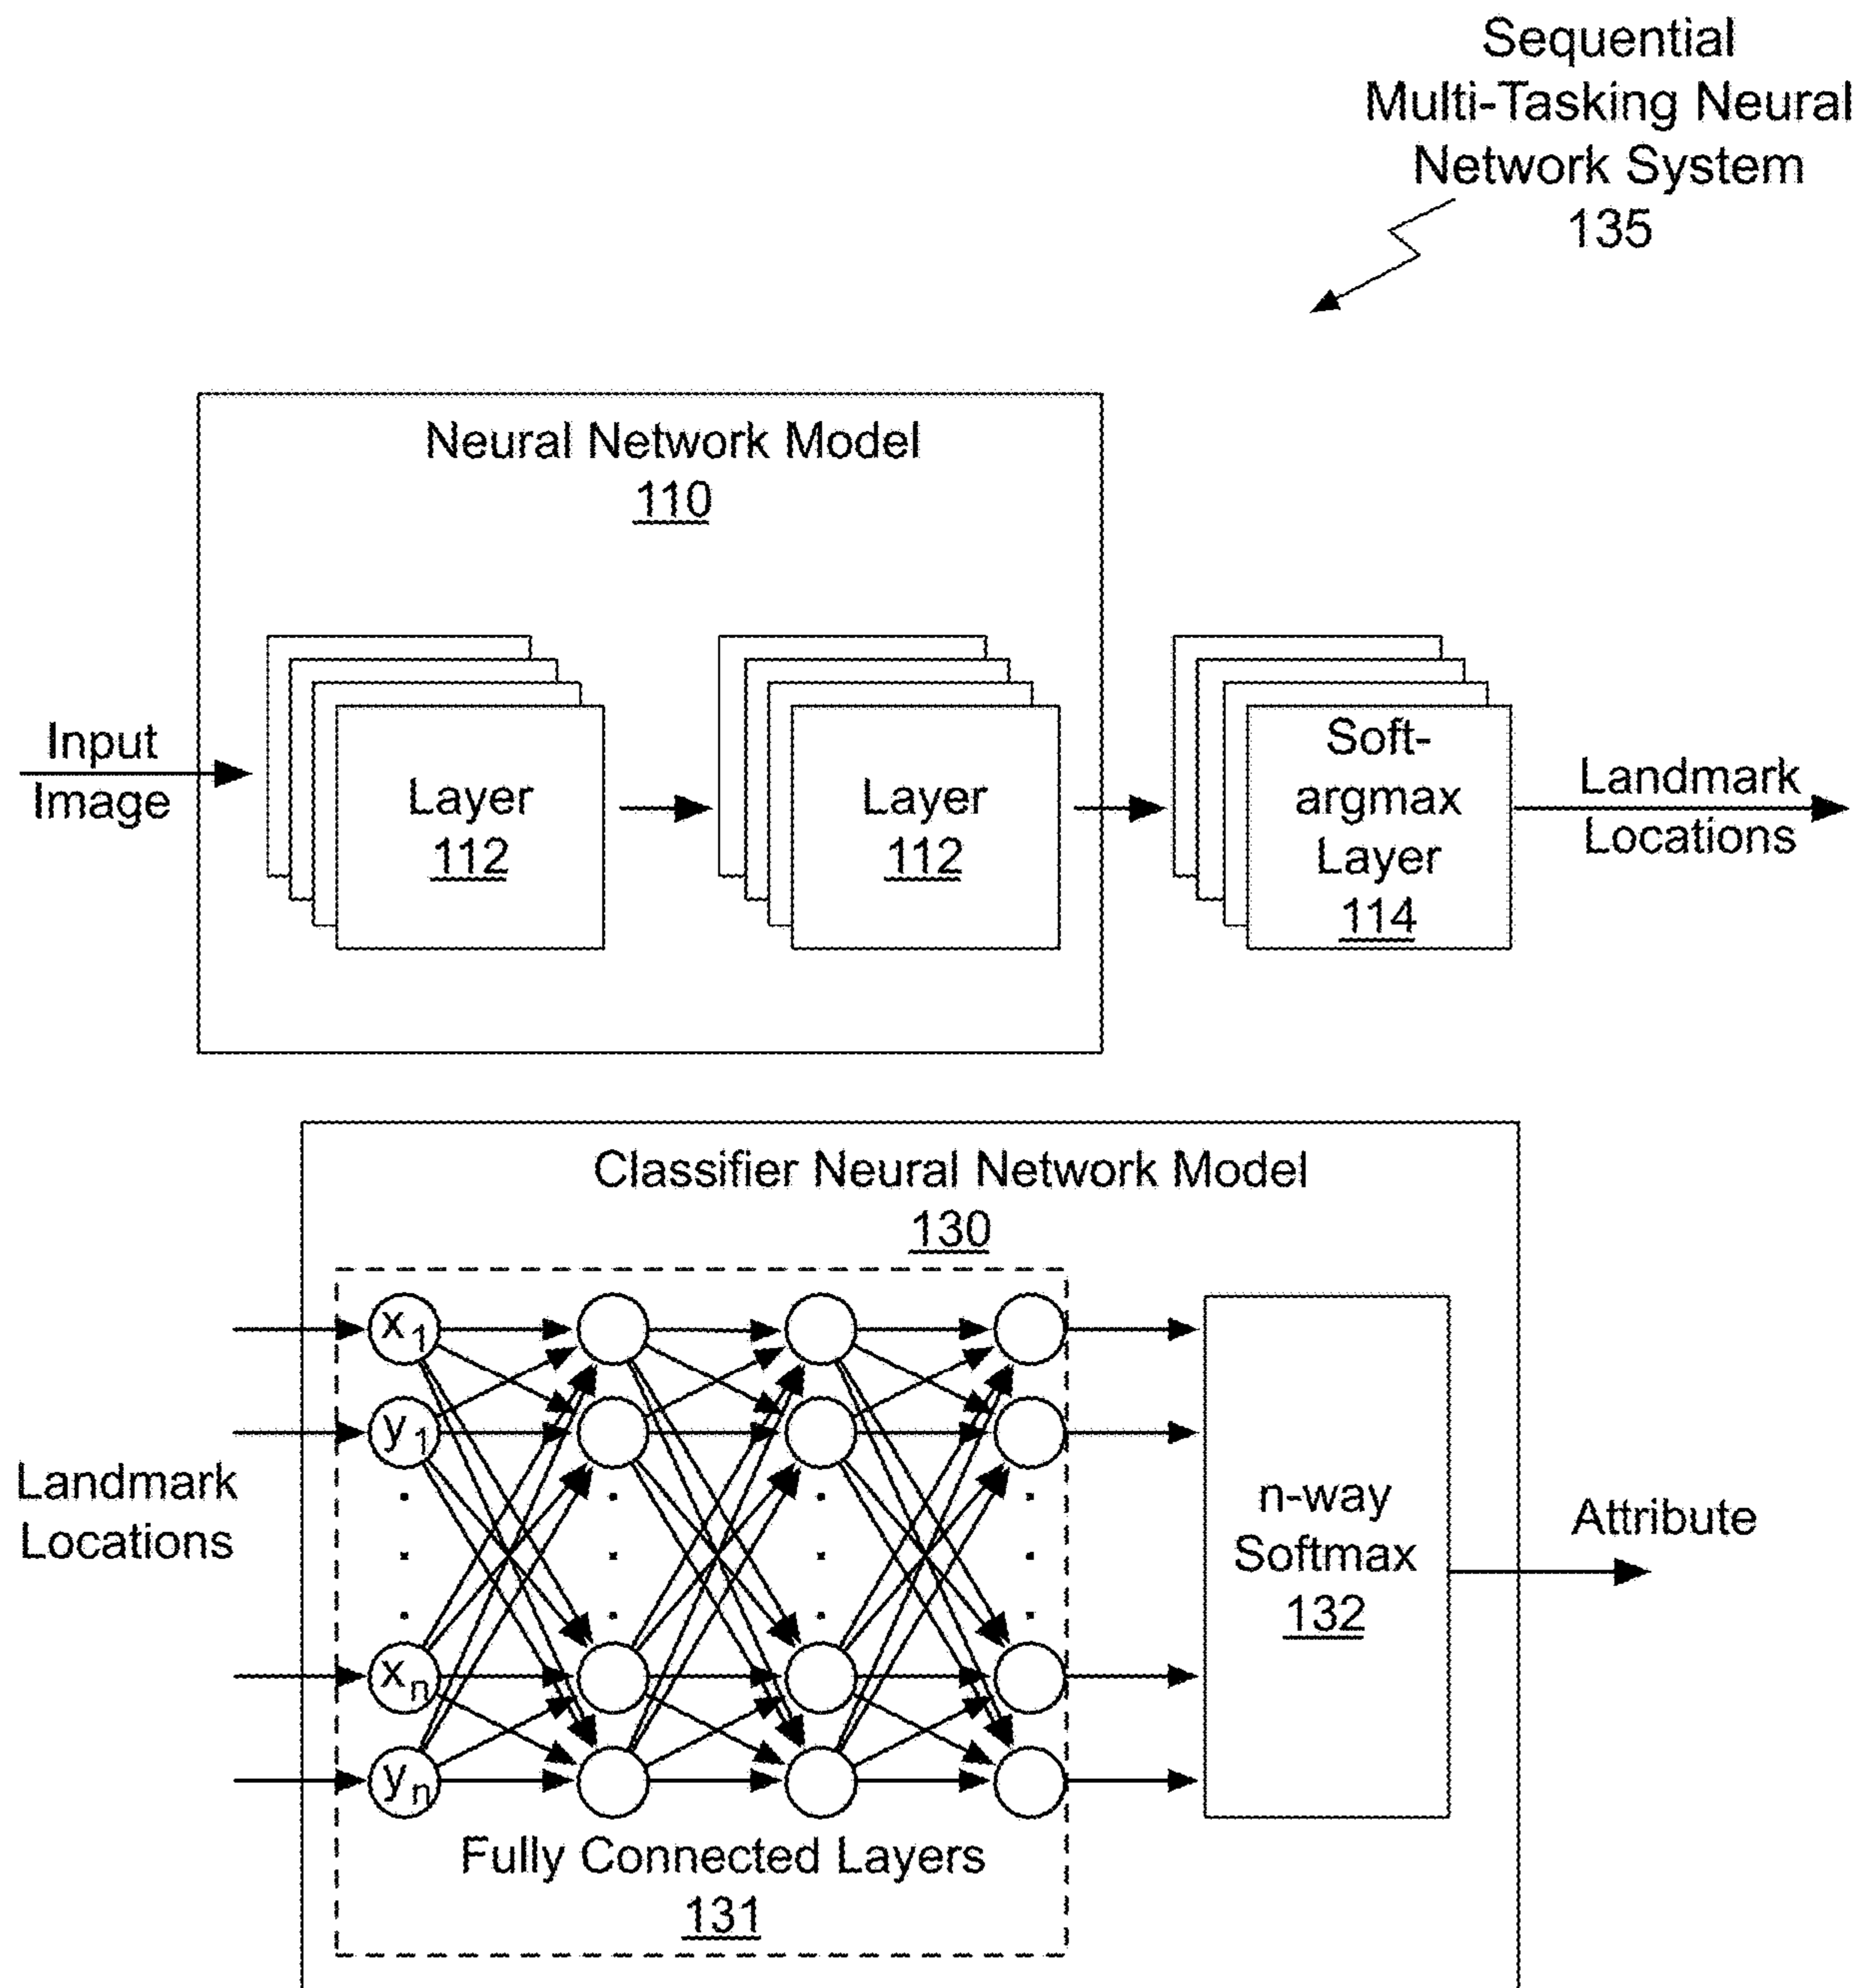 Sequential
Multi-Tasking Neural
Network System
135
Neural Network Model
110
Input
Image
Layer
112
Layer
112
Soft-
argmax
Layer
114
Landmark
Locations
Classifier Neural Network Model
130
Landmark
Locations
x1
y1
xn
yn
Fully Connected Layers
131
n-way
Softmax
132
Attribute